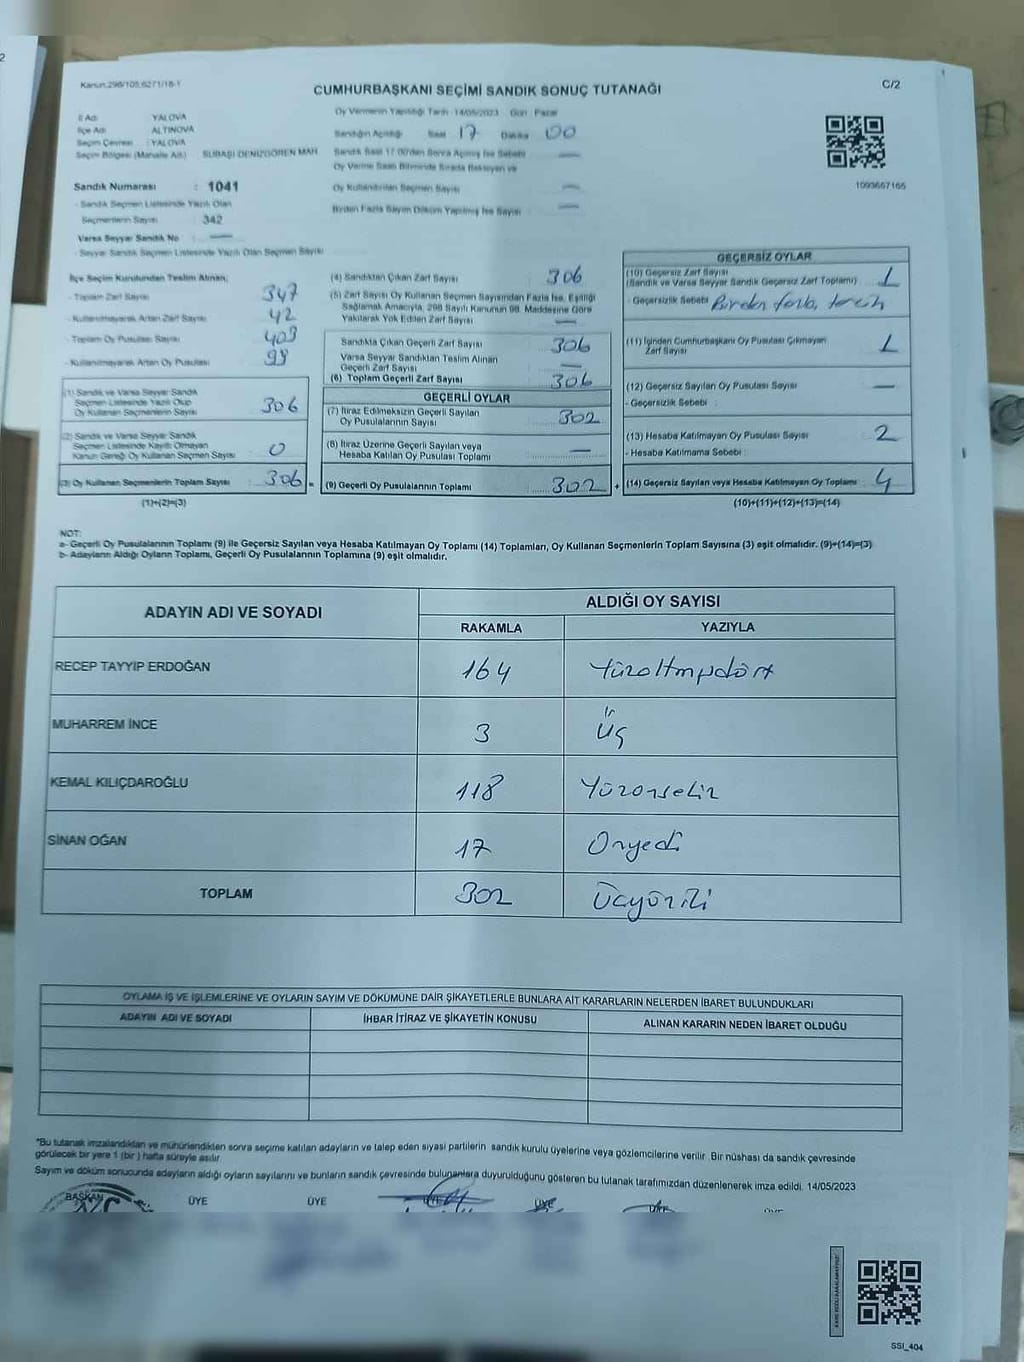 Kanun:298/105,6271/18-1
CUMHURBAŞKANI SEÇİMİ SANDIK SONUÇ TUTANAĞI
C/2
İl Adı YALOVA
İlçe Adı ALTINOVA
Seçim Çevresi : YALOVA
Seçim Bölgesi (Mahalle Adı) SUBAŞI DENİZGÖREN MAH.
Sandık Numarası : 1041
- Sandık Seçmen Listesinde Yazılı Olan
Seçmenlerin Sayısı : 342
Varsa Seyyar Sandık No
- Seyyar Sandık Seçmen Listesinde Yazılı Olan Seçmen Sayısı
Oy Vermenin Yapıldığı Tarih 14/05/2023 Gün Pazar
Sandığın Açıldığı Saat 17 Dakika 00
Sandık Saat 17.00'den Sonra Açılmış İse Sebebi
Oy Verme Saati Bitiminde Sırada Bekleyen ve
Oy Kullandırılan Seçmen Sayısı
Birden Fazla Sayım Döküm Yapılmış İse Sayısı
1093667165
İlçe Seçim Kurulundan Teslim Alınan;
- Toplam Zarf Sayısı 347
- Kullanılmayarak Artan Zarf Sayısı 42
- Toplam Oy Pusulası Sayısı
- Kullanılmayarak Artan Oy Pusulası
(1) Sandık ve Varsa Seyyar Sandık
Seçmen Listesinde Yazılı Olup
Oy Kullanan Seçmenlerin Sayısı 306
(2) Sandık ve Varsa Seyyar Sandık
Seçmen Listesinde Kayıtlı Olmayan
Kanun Gereği Oy Kullanan Seçmen Sayısı 0
(3) Oy Kullanan Seçmenlerin Toplam Sayısı 306
(1)+(2)=(3)
(4) Sandıktan Çıkan Zarf Sayısı 306
(5) Zarf Sayısı Oy Kullanan Seçmen Sayısından Fazla İse, Eşitliği
Sağlamak Amacıyla, 298 Sayılı Kanunun 98. Maddesine Göre
Yakılarak Yok Edilen Zarf Sayısı
Sandıkta Çıkan Geçerli Zarf Sayısı 306
Varsa Seyyar Sandıktan Teslim Alınan
Geçerli Zarf Sayısı
(6) Toplam Geçerli Zarf Sayısı 306
GEÇERLİ OYLAR
(7) İtiraz Edilmeksizin Geçerli Sayılan
Oy Pusulasının Sayısı 302
(8) İtiraz Üzerine Geçerli Sayılan veya
Hesaba Katılan Oy Pusulası Toplamı
(9) Geçerli Oy Pusulalarının Toplamı 302
GEÇERSİZ OYLAR
(10) Geçersiz Zarf Sayısı
(Sandık ve Varsa Seyyar Sandık Geçersiz Zarf Toplamı) 1
- Geçersizlik Sebebi Birden fazla tercih
(11) İçinden Cumhurbaşkanı Oy Pusulası Çıkmayan
Zarf Sayısı 1
(12) Geçersiz Sayılan Oy Pusulası Sayısı
- Geçersizlik Sebebi :
(13) Hesaba Katılmayan Oy Pusulası Sayısı 2
- Hesaba Katılmama Sebebi :
(14) Geçersiz Sayılan veya Hesaba Katılmayan Oy Toplamı 4
(10)+(11)+(12)+(13)=(14)
NOT:
a- Geçerli Oy Pusulalarının Toplamı (9) ile Geçersiz Sayılan veya Hesaba Katılmayan Oy Toplamı (14) Toplamları, Oy Kullanan Seçmenlerin Toplam Sayısına (3) eşit olmalıdır. (9)+(14)=(3)
b- Adayların Aldığı Oyların Toplamı, Geçerli Oy Pusulalarının Toplamına (9) eşit olmalıdır.
ADAYIN ADI VE SOYADI
ALDIĞI OY SAYISI
RAKAMLA YAZIYLA
RECEP TAYYİP ERDOĞAN 164 Yüzaltmışdört
MUHARREM İNCE 3 Üç
KEMAL KILIÇDAROĞLU 118 Yüzonsekiz
SİNAN OĞAN 17 Onyedi
TOPLAM 302 Üçyüziki
OYLAMA İŞ VE İŞLEMLERİNE VE OYLARIN SAYIM VE DÖKÜMÜNE DAİR ŞİKAYETLERLE BUNLARA AİT KARARLARIN NELERDEN İBARET BULUNDUKLARI
ADAYIN ADI VE SOYADI İHBAR İTİRAZ VE ŞİKAYETİN KONUSU ALINAN KARARIN NEDEN İBARET OLDUĞU
*Bu tutanak imzalandıktan ve mühürlendikten sonra seçime katılan adayların ve talep eden siyasi partilerin sandık kurulu üyelerine veya gözlemcilerine verilir. Bir nüshası da sandık çevresinde
görülecek bir yere 1 (bir) hafta süreyle asılır.
Sayım ve döküm sonucunda adayların aldığı oyların sayılarını ve bunların sandık çevresinde bulunanlara duyurulduğunu gösteren bu tutanak tarafımızdan düzenlenerek imza edildi. 14/05/2023
BAŞKAN ÜYE ÜYE ÜYE ÜYE ÜYE ÜYE
SSI_404